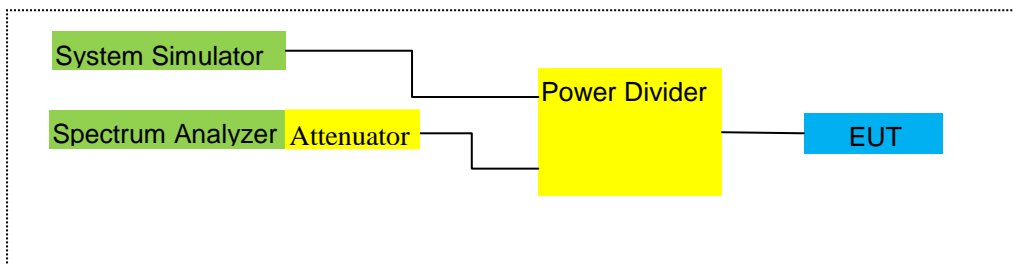 System Simulator
Power Divider
Spectrum Analyzer Attenuator
EUT